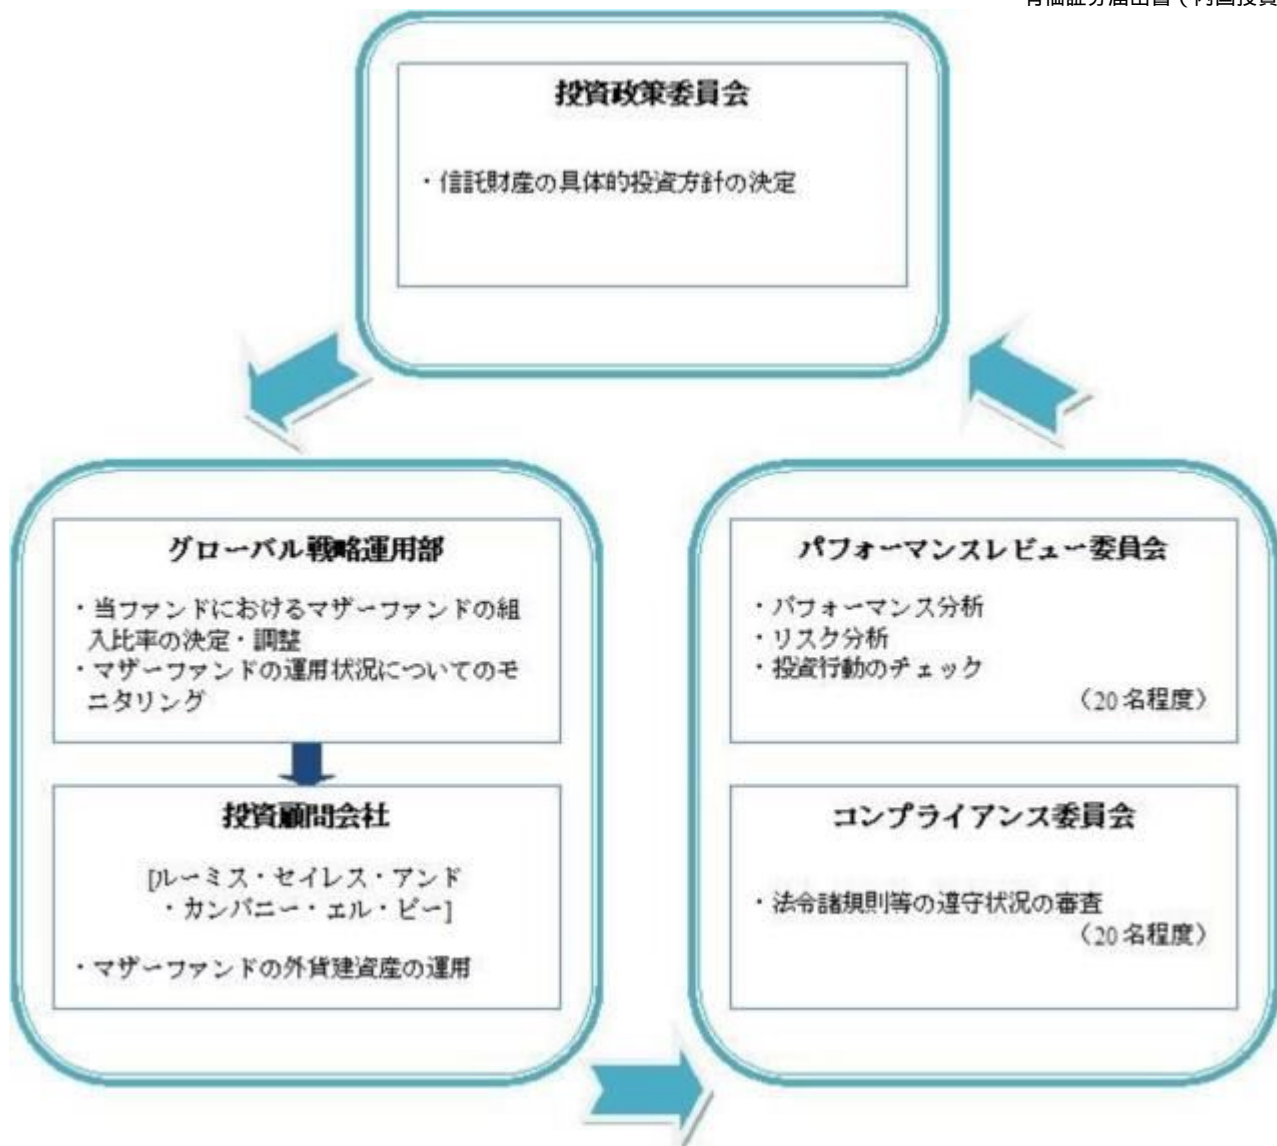 投資政策委員会
・信託財産の具体的投資方針の決定
グローバル戦略運用部
・当ファンドにおけるマザーファンドの組
入比率の決定・調整
・マザーファンドの運用状況についてのモ
ニタリング
投資顧問会社
[ルーミス・セイレス・アンド
・カンパニー・エル・ピー]
・マザーファンドの外貨建資産の運用
パフォーマンスレビュー委員会
・パフォーマンス分析
・リスク分析
・投資行動のチェック
(20名程度)
コンプライアンス委員会
・法令諸規則等の遵守状況の審査
(20名程度)